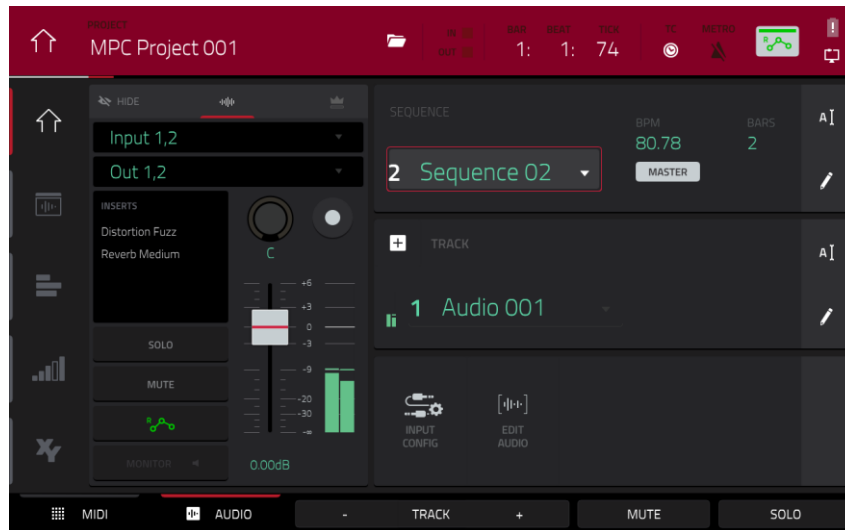 PROJECT
MPC Project 001
IN
OUT
BAR BEAT TICK TC METRO
1: 1: 74
HIDE
Input 1,2
Out 1,2
INSERTS
Distortion Fuzz
Reverb Medium
C
+6
+3
0
-3
-9
-20
-30
-∞
SOLO
MUTE
R
MONITOR
0.00dB
SEQUENCE
2 Sequence 02
BPM
80.78
MASTER
BARS
2
TRACK
1 Audio 001
INPUT
CONFIG
EDIT
AUDIO
XY
MIDI AUDIO - TRACK + MUTE SOLO